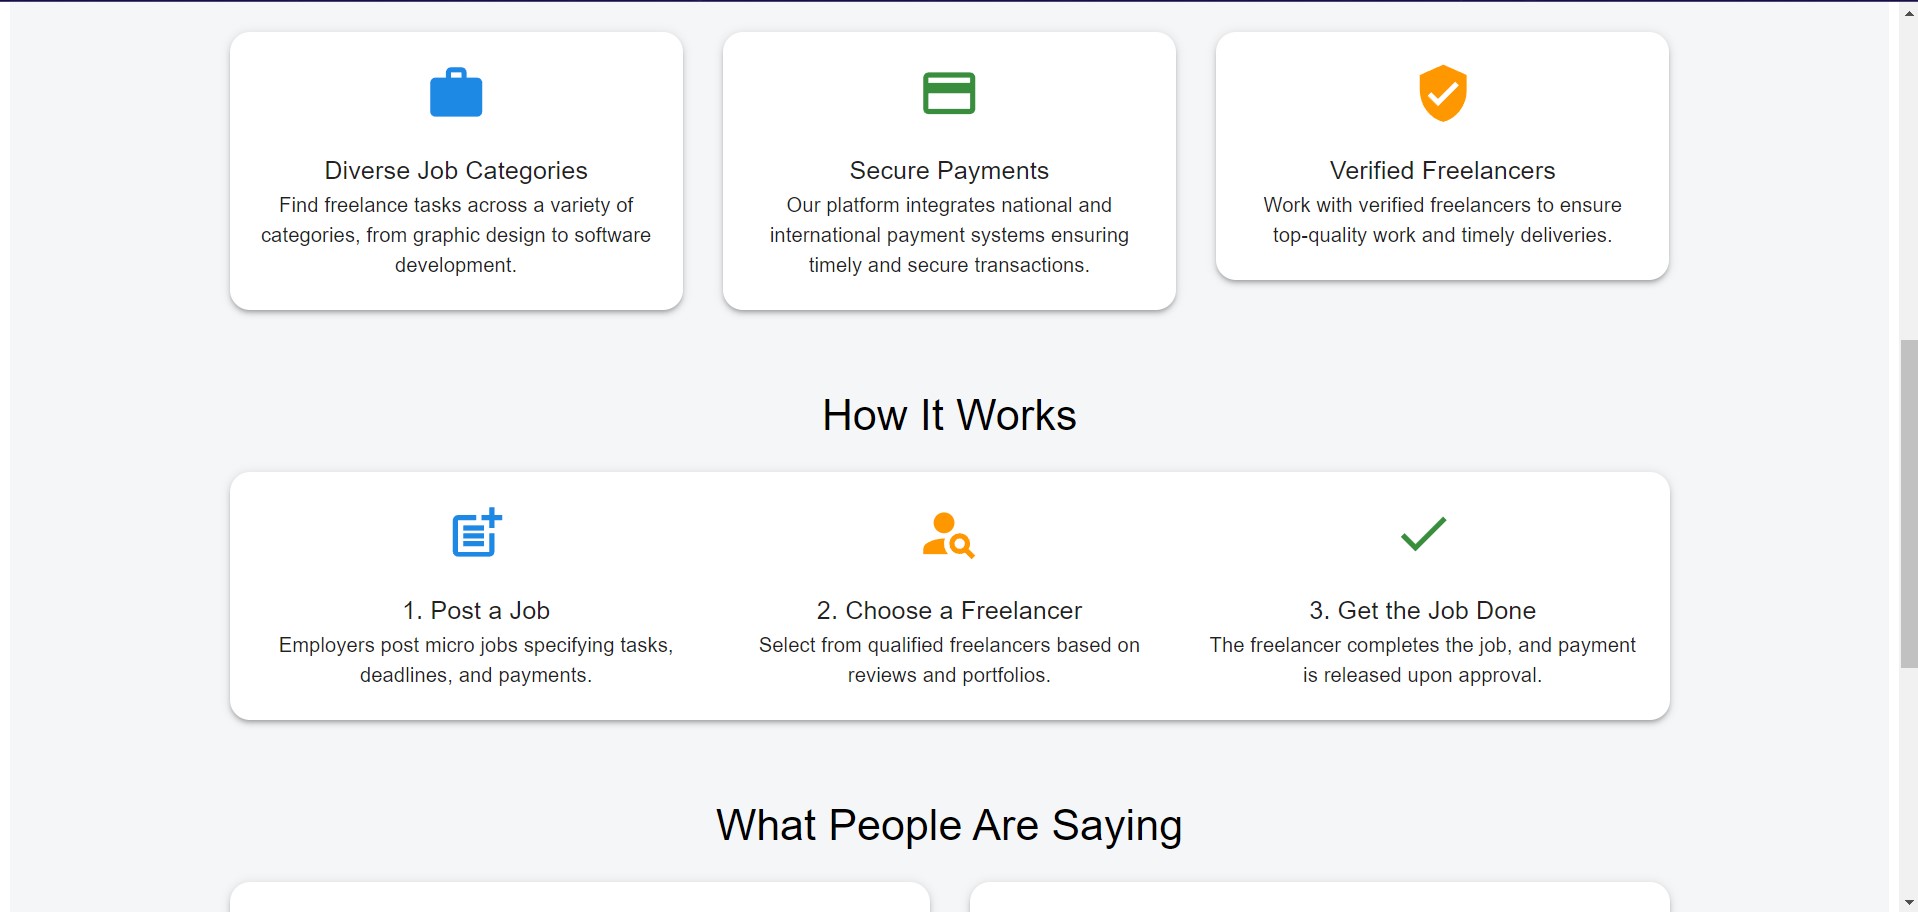 Diverse Job Categories
Find freelance tasks across a variety of
categories, from graphic design to software
development.
Secure Payments
Our platform integrates national and
international payment systems ensuring
timely and secure transactions.
Verified Freelancers
Work with verified freelancers to ensure
top-quality work and timely deliveries.
How It Works
1. Post a Job
Employers post micro jobs specifying tasks,
deadlines, and payments.
2. Choose a Freelancer
Select from qualified freelancers based on
reviews and portfolios.
3. Get the Job Done
The freelancer completes the job, and payment
is released upon approval.
What People Are Saying